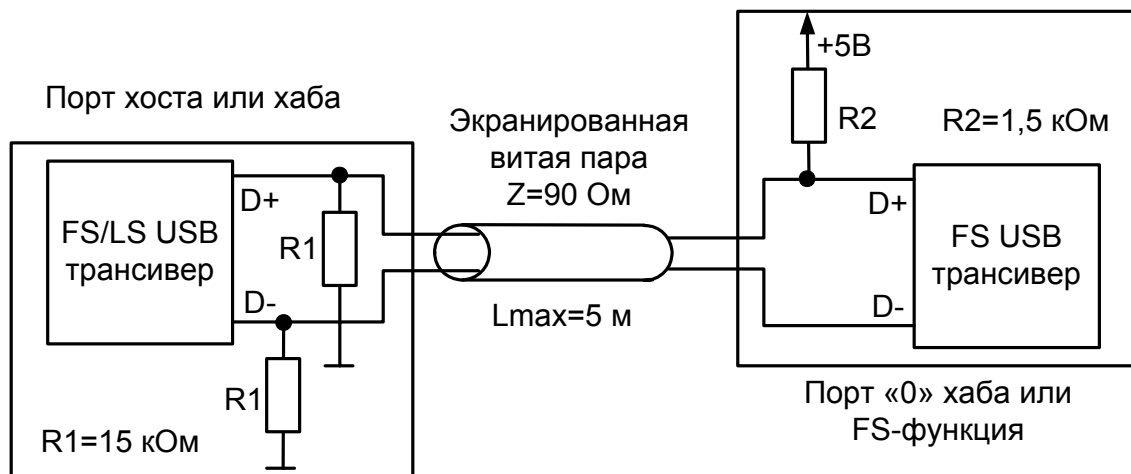 Порт хоста или хаба
FS/LS USB
трансивер
D+
D-
R1
R1
R1=15 кОм
Экранированная
витая пара
Z=90 Ом
Lmax=5 м
+5В
R2
R2=1,5 кОм
D+
D-
FS USB
трансивер
Порт «0» хаба или
FS-функция